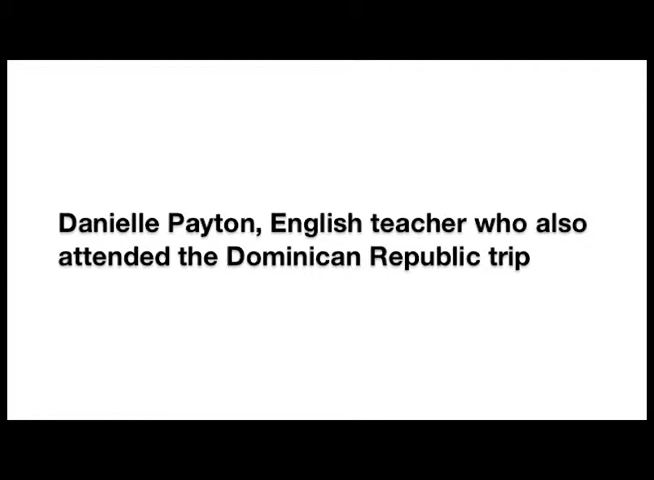 Danielle Payton, English teacher who also
attended the Dominican Republic trip